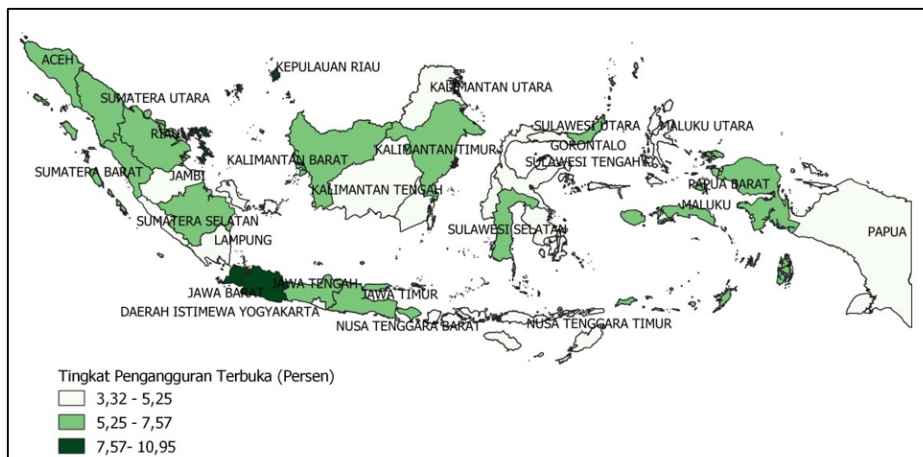 ACEH
KEPULAUAN RIAU
KALIMANTAN UTARA
SUMATERA UTARA
SULAWESI UTARA
MALUKU UTARA
RIAU
GORONTALO
KALIMANTAN TIMUR
KALIMANTAN BARAT
SULAWESI TENGAH
SUMATERA BARAT
JAMBI
KALIMANTAN TENGAH
PAPUA BARAT
MALUKU
SUMATERA SELATAN
SULAWESI SELATAN
PAPUA
LAMPUNG
JAWA TENGAH
JAWA BARAT
JAWA TIMUR
DAERAH ISTIMEWA YOGYAKARTA
NUSA TENGGARA BARAT
NUSA TENGGARA TIMUR
Tingkat Pengangguran Terbuka (Persen)
3,32 - 5,25
5,25 - 7,57
7,57- 10,95